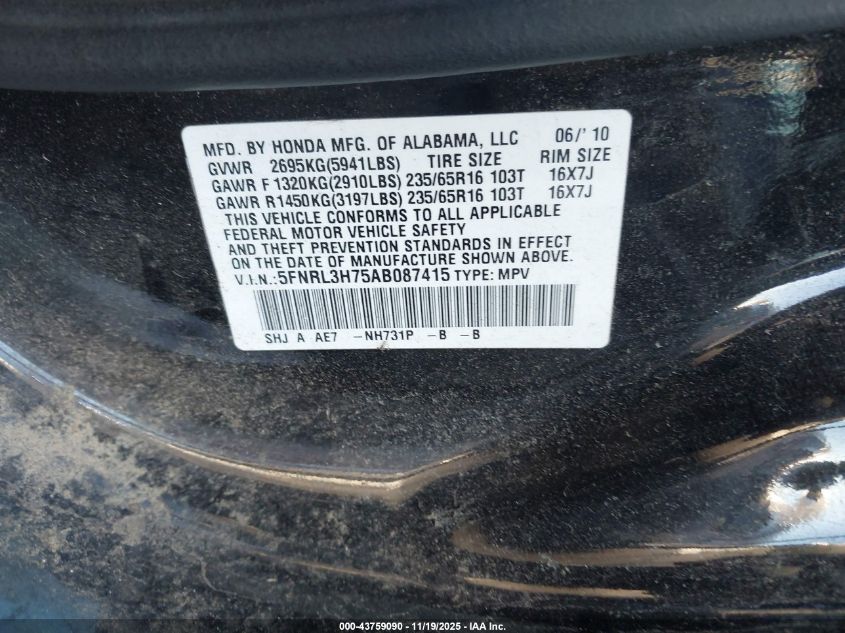 MFD. BY HONDA MFG. OF ALABAMA, LLC 06/'10
GVWR 2695KG(5941LBS) TIRE SIZE RIM SIZE
GAWR F 1320KG(2910LBS) 235/65R16 103T 16X7J
GAWR R 1450KG(3197LBS) 235/65R16 103T 16X7J
THIS VEHICLE CONFORMS TO ALL APPLICABLE
FEDERAL MOTOR VEHICLE SAFETY
AND THEFT PREVENTION STANDARDS IN EFFECT
ON THE DATE OF MANUFACTURE SHOWN ABOVE.
V.I.N.:5FNRL3H75AB087415 TYPE: MPV
SHJ A AE7 -NH731P -B -B
000-43759090 - 11/19/2025 - IAA Inc.